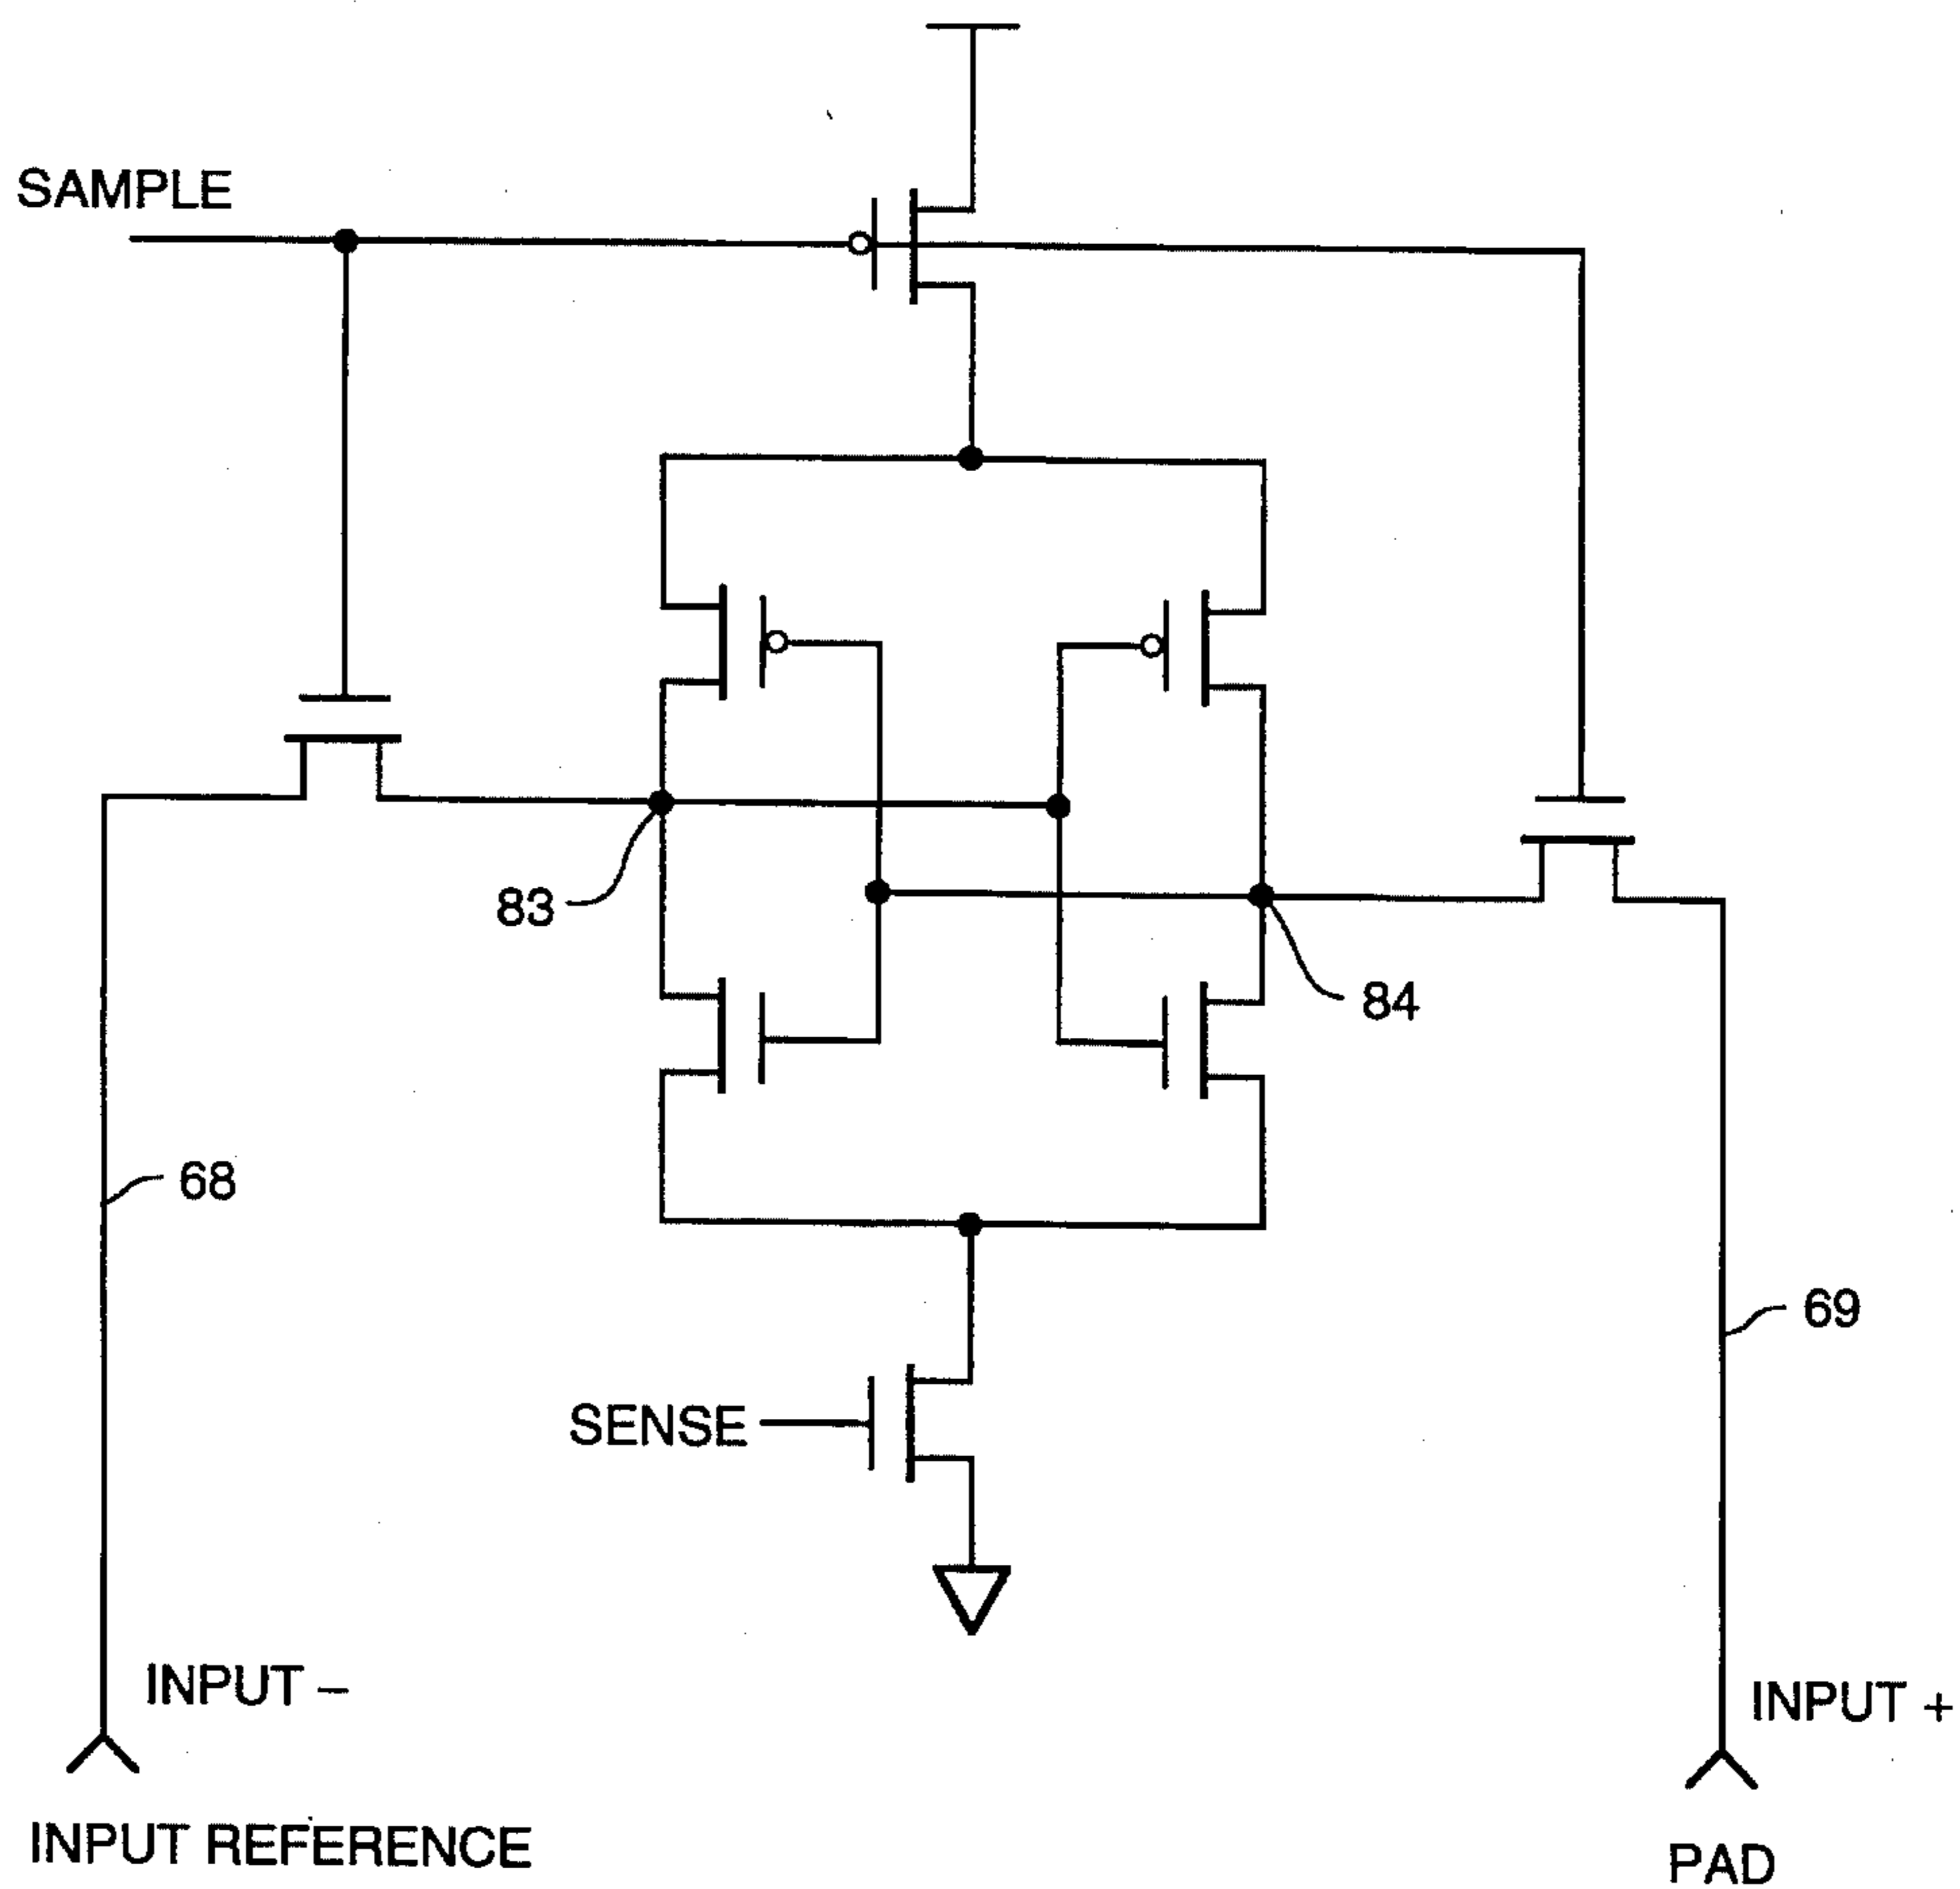 SAMPLE
83
84
68
69
SENSE
INPUT –
INPUT +
INPUT REFERENCE
PAD